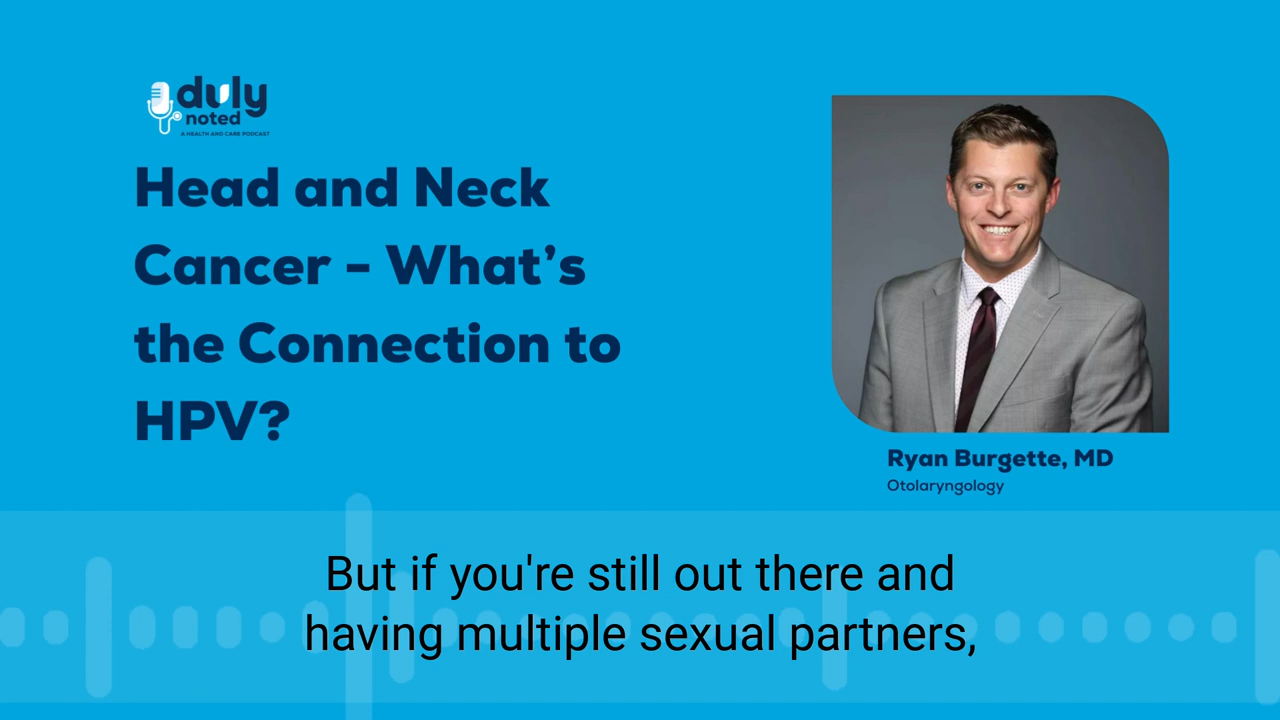 duly
noted
A HEALTH AND CARE PODCAST
Head and Neck
Cancer – What’s
the Connection to
HPV?
Ryan Burgette, MD
Otolaryngology
But if you're still out there and
having multiple sexual partners,